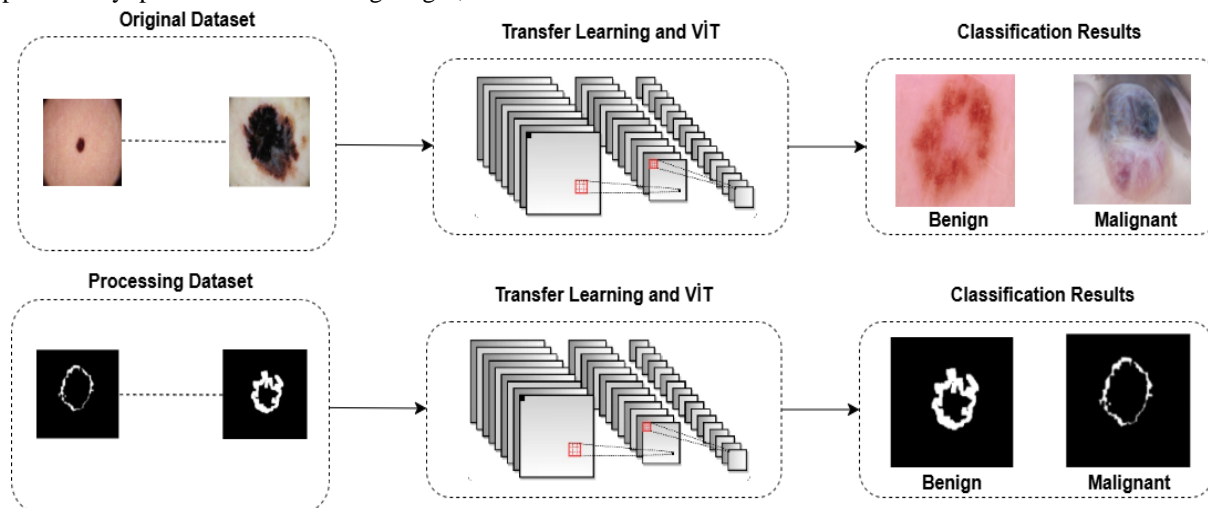 Original Dataset
Transfer Learning and VİT
Classification Results
Benign
Malignant
Processing Dataset
Transfer Learning and VİT
Classification Results
Benign
Malignant